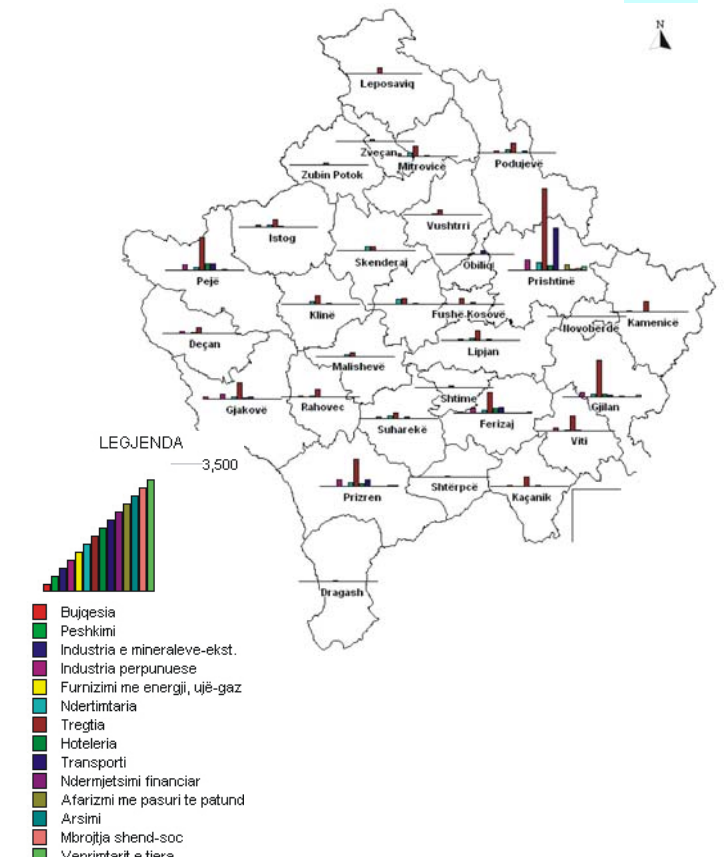 N
Leposaviq
Zveçan
Mitrovicë
Podujevë
Zubin Potok
Vushtrri
Istog
Skenderaj
Obiliq
Pejë
Prishtinë
Klinë
Fushë Kosovë
Novoberdë
Kamenicë
Deçan
Lipjan
Malishevë
Shtime
Gjakovë
Rahovec
Gjilan
Suharekë
Ferizaj
Viti
LEGJENDA
3,500
Prizren
Shtërpcë
Kaçanik
Dragash
Bujqesia
Peshkimi
Industria e mineraleve-ekst.
Industria perpunuese
Furnizimi me energji, ujë-gaz
Ndertimtaria
Tregtia
Hoteleria
Transporti
Ndermjetsimi financiar
Afarizmi me pasuri te patund
Arsimi
Mbrojtja shend-soc
Veprimtarit e tjera